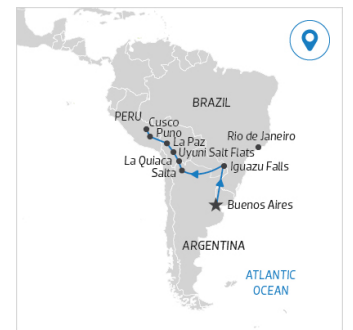 BRAZIL
PERU
Cusco
Puno
La Paz
Rio de Janeiro
Uyuni Salt Flats
La Quiaca
Iguazu Falls
Salta
Buenos Aires
ARGENTINA
ATLANTIC
OCEAN